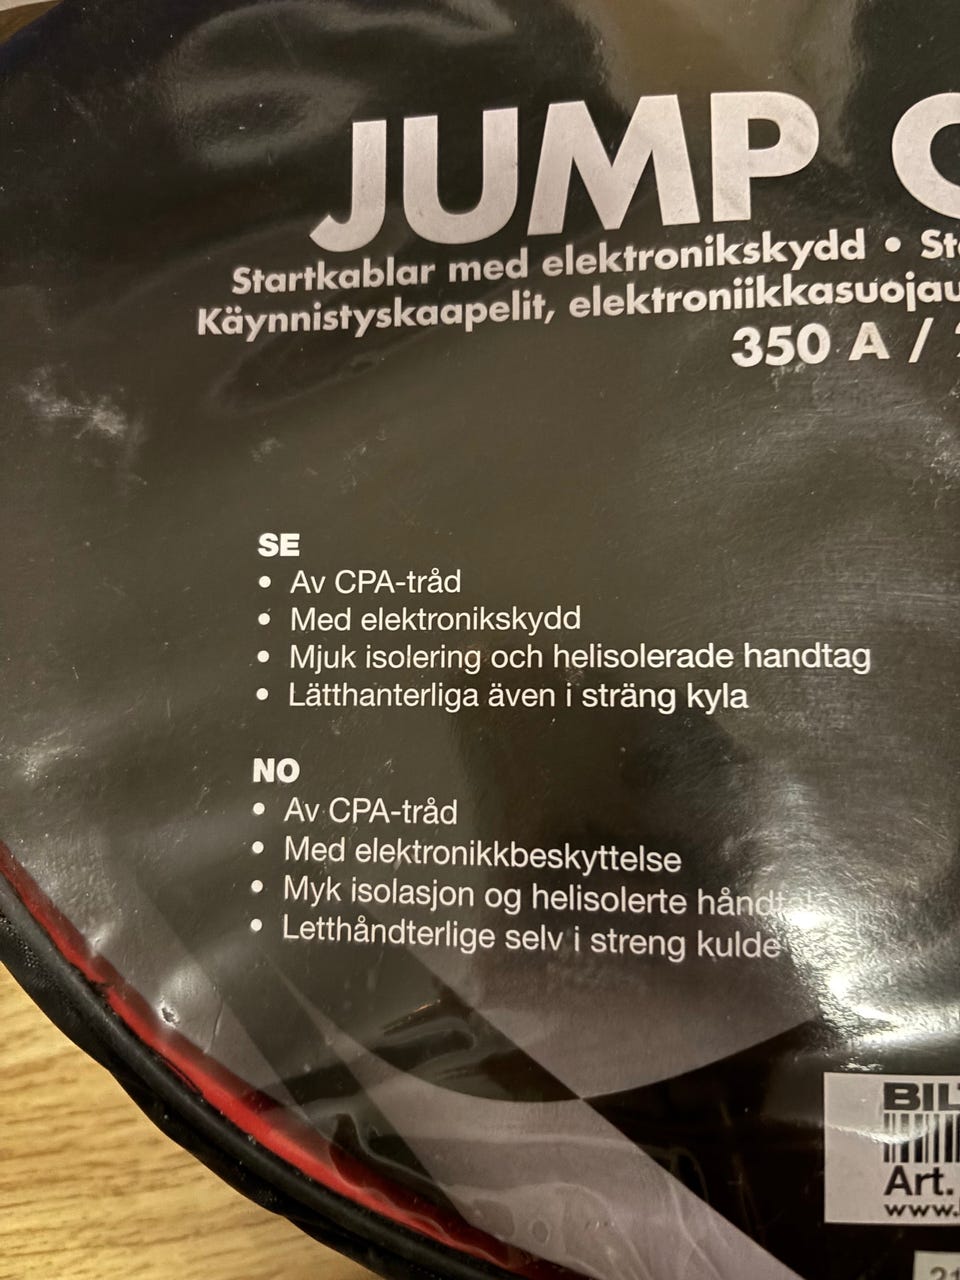 JUMP
Startkablar med elektronikskydd •
Käynnistyskaapelit,
350 A /
SE
• Av CPA-tråd
• Med elektronikskydd
• Mjuk isolering och helisolerade handtag
• Lätthanterliga även i sträng kyla
NO
• Av CPA-tråd
• Med elektronikkbeskyttelse
• Myk isolasjon og helisolerte
• Letthåndterlige selv i streng kulde
Art.
www.